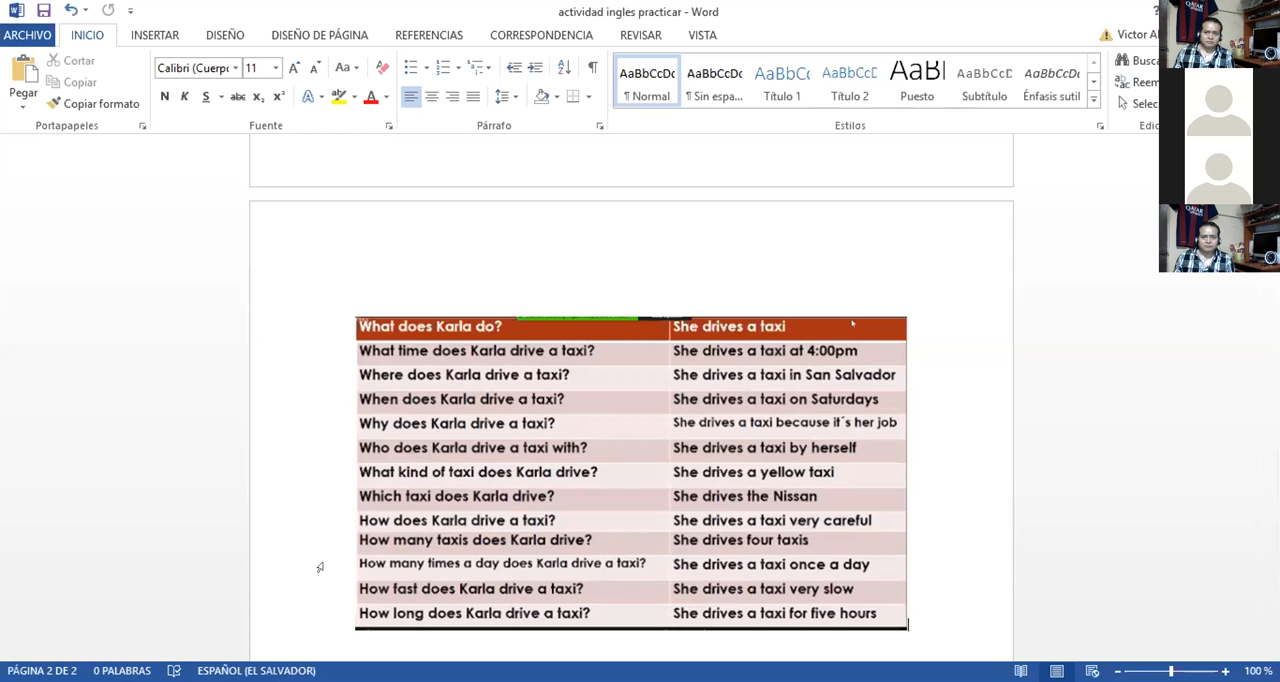 actividad ingles practicar - Word
ARCHIVO INICIO INSERTAR DISEÑO DISEÑO DE PÁGINA REFERENCIAS CORRESPONDENCIA REVISAR VISTA
Victor Al
Pegar
Cortar
Copiar
Copiar formato
Portapapeles
Calibri (Cuerpo 11
Fuente
Párrafo
AaBbCcDc AaBbCcDc AaBbCc AaBbCcD AaBl AaBbCcD AaBbCcDc
¶ Normal ¶ Sin espa... Título 1 Título 2 Puesto Subtítulo Énfasis sutil
Estilos
Busca
Reem
Selec
Edic
QATAR
QATAR
What does Karla do? She drives a taxi
What time does Karla drive a taxi? She drives a taxi at 4:00pm
Where does Karla drive a taxi? She drives a taxi in San Salvador
When does Karla drive a taxi? She drives a taxi on Saturdays
Why does Karla drive a taxi? She drives a taxi because it´s her job
Who does Karla drive a taxi with? She drives a taxi by herself
What kind of taxi does Karla drive? She drives a yellow taxi
Which taxi does Karla drive? She drives the Nissan
How does Karla drive a taxi? She drives a taxi very careful
How many taxis does Karla drive? She drives four taxis
How many times a day does Karla drive a taxi? She drives a taxi once a day
How fast does Karla drive a taxi? She drives a taxi very slow
How long does Karla drive a taxi? She drives a taxi for five hours
PÁGINA 2 DE 2 0 PALABRAS ESPAÑOL (EL SALVADOR) 100 %